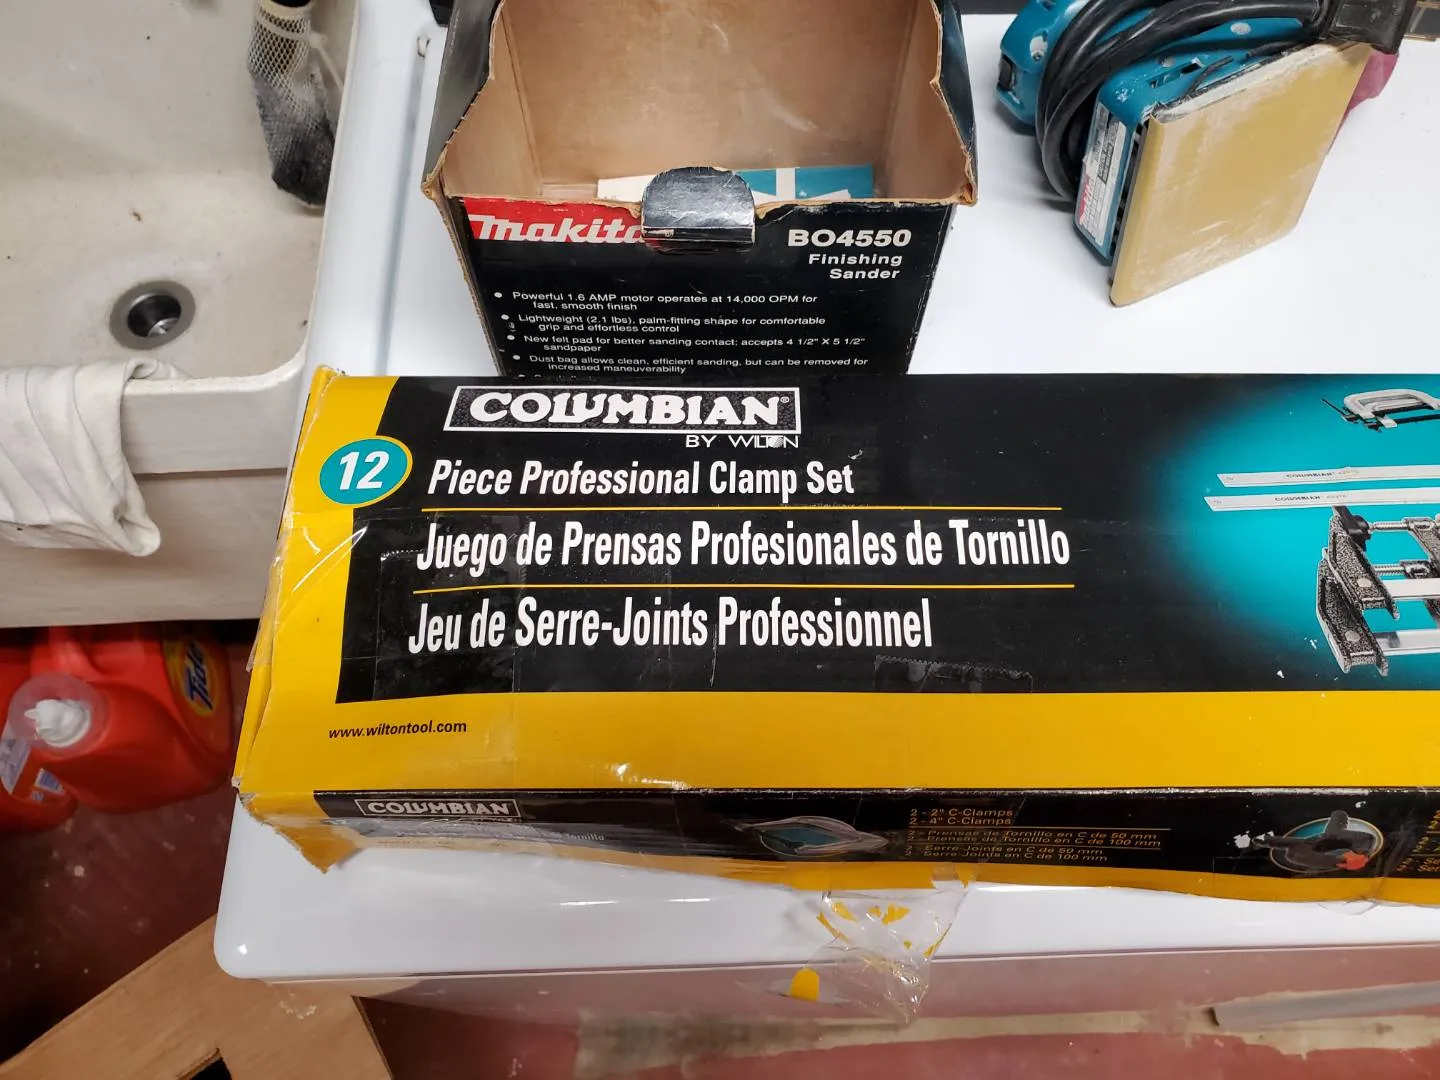 makita
BO4550
Finishing
Sander
• Powerful 1.6 AMP motor operates at 14,000 OPM for
fast, smooth finish
• Lightweight (2.1 lbs), palm-fitting shape for comfortable
grip and effortless control
• New felt pad for better sanding contact; accepts 4 1/2" X 5 1/2"
sandpaper
• Dust bag allows clean, efficient sanding, but can be removed for
increased maneuverability
COLUMBIAN®
BY WILTON
12
Piece Professional Clamp Set
Juego de Prensas Profesionales de Tornillo
Jeu de Serre-Joints Professionnel
www.wiltontool.com
COLUMBIAN
COLUMBIAN
Tide
COLUMBIAN
2 - 2" C-Clamps
2 - 4" C-Clamps
2 - Prensas de Tornillo en C de 50 mm
2 - Prensas de Tornillo en C de 100 mm
2 - Serre-Joints en C de 50 mm
2 - Serre-Joints en C de 100 mm